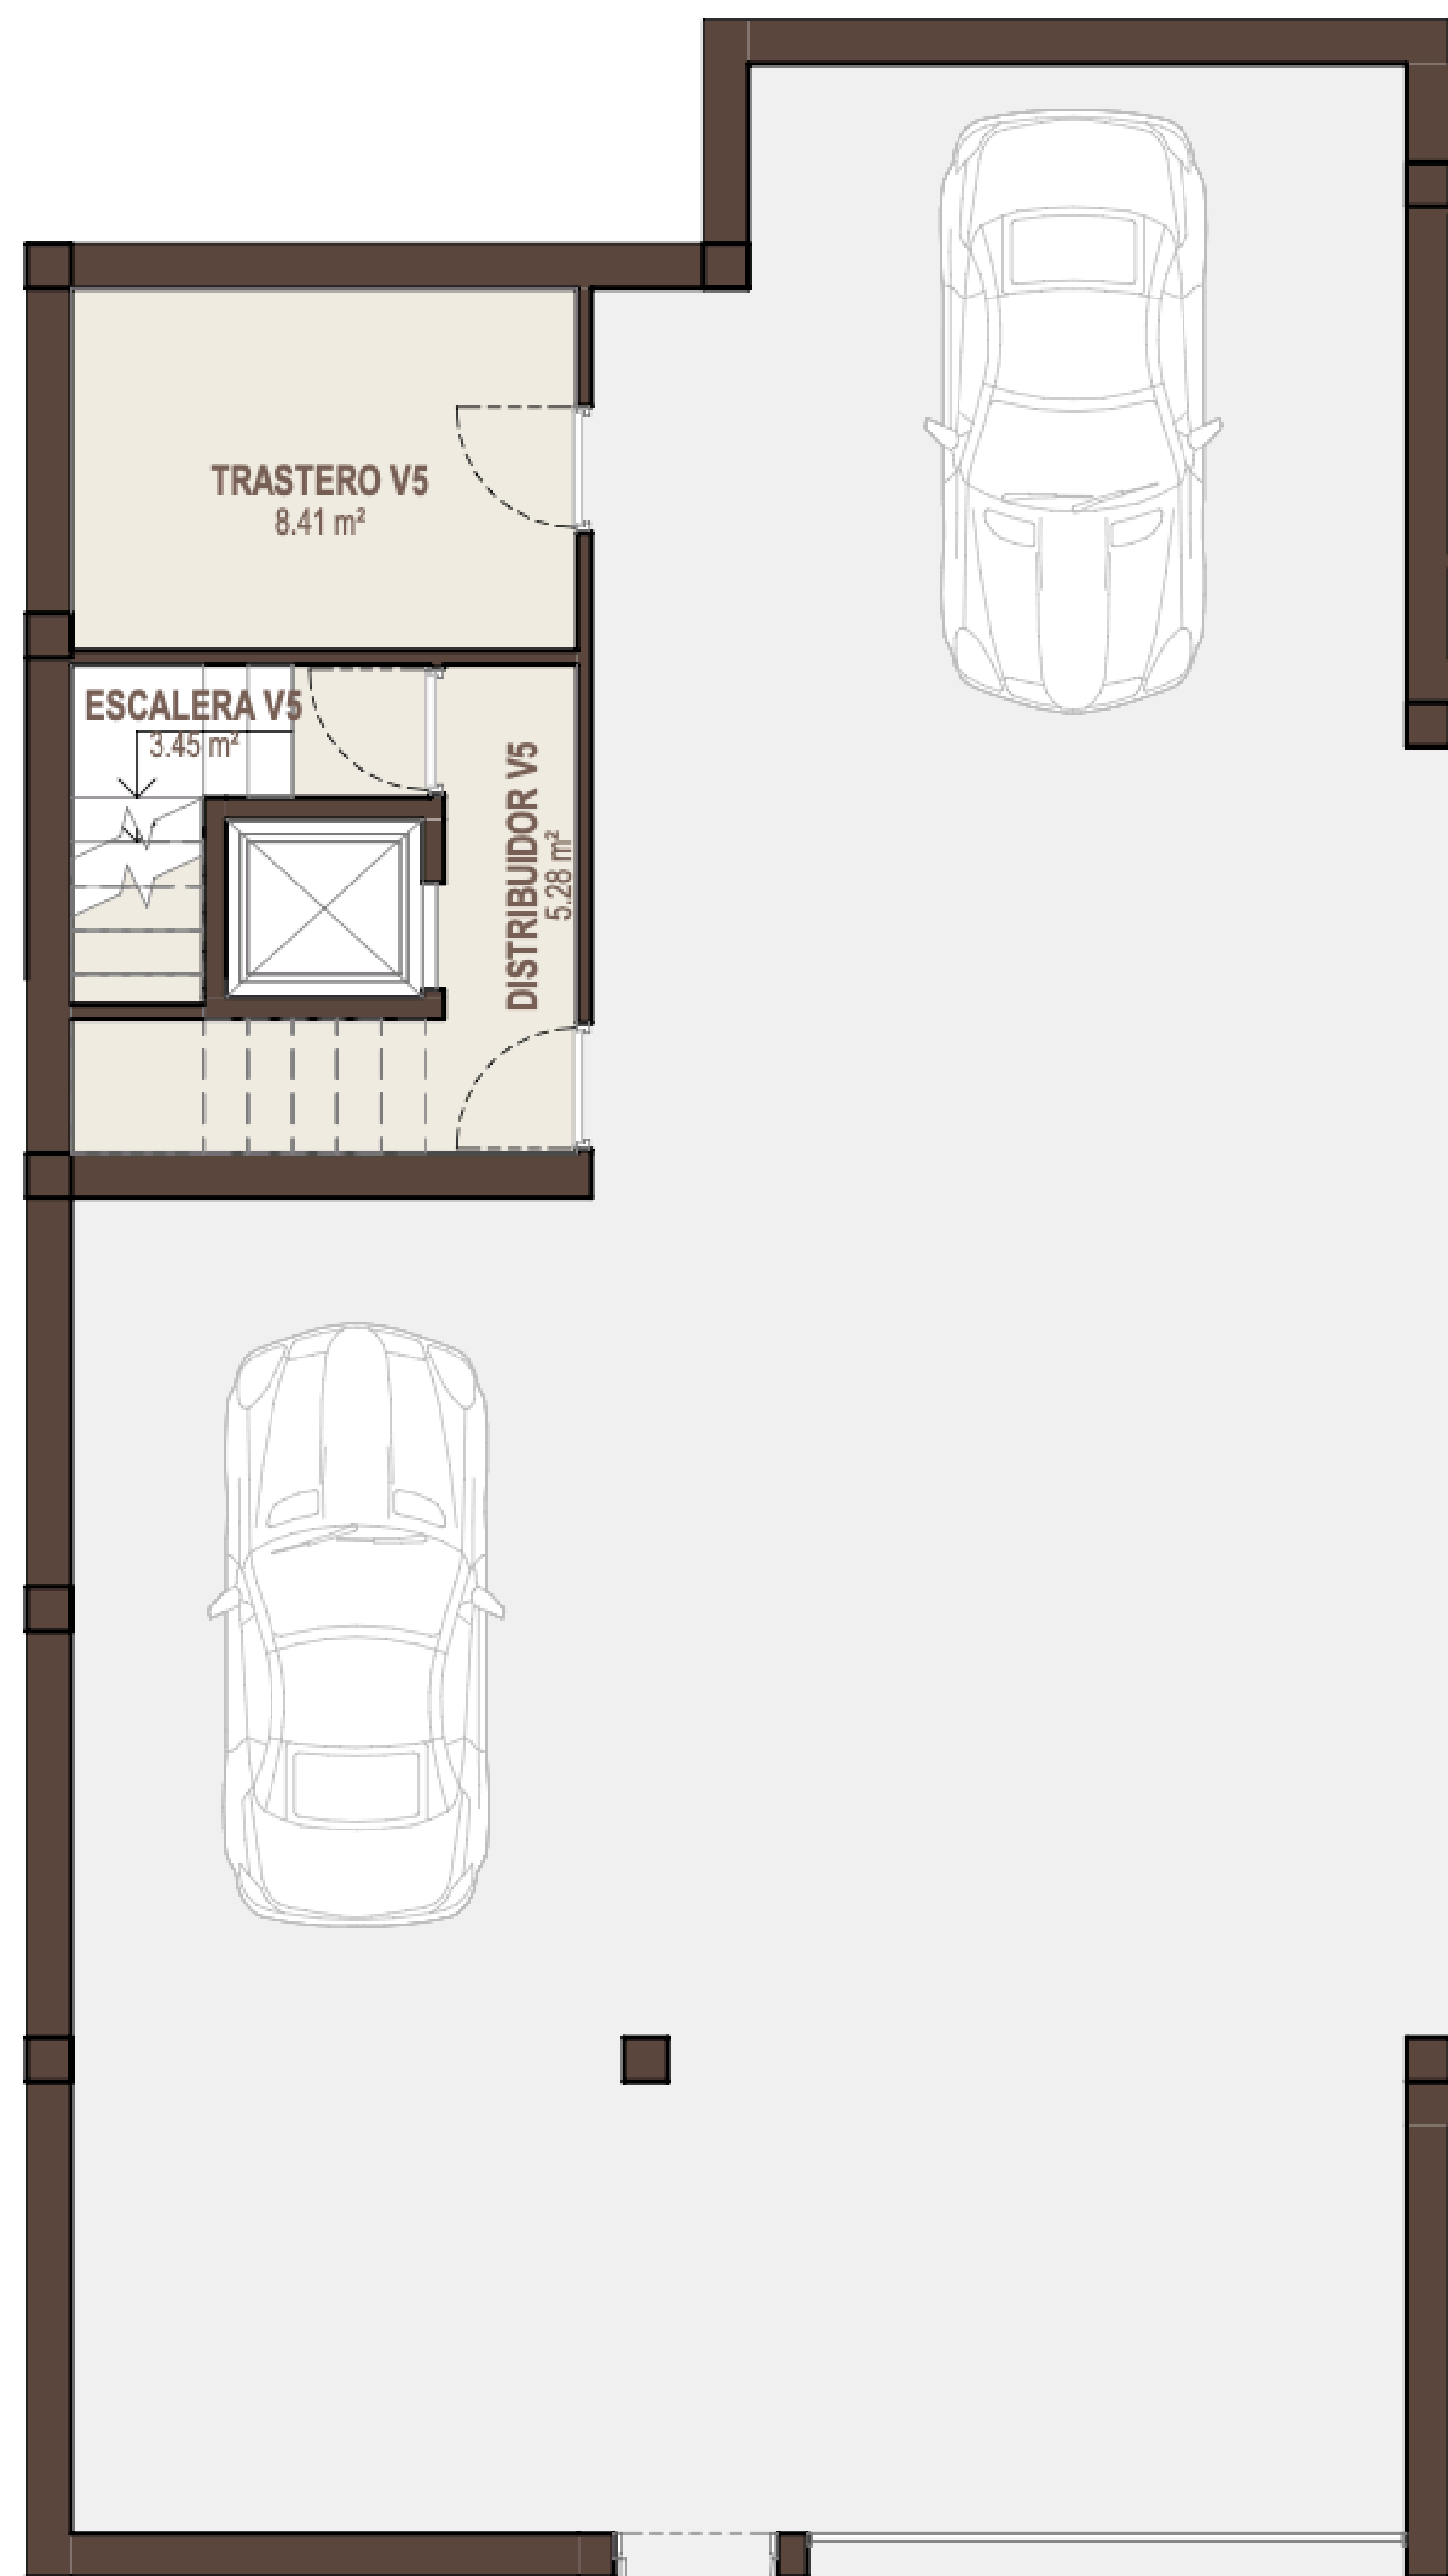 TRASTERO V5
8.41 m²
ESCALERA V5
3.45 m²
DISTRIBUIDOR V5
5.28 m²